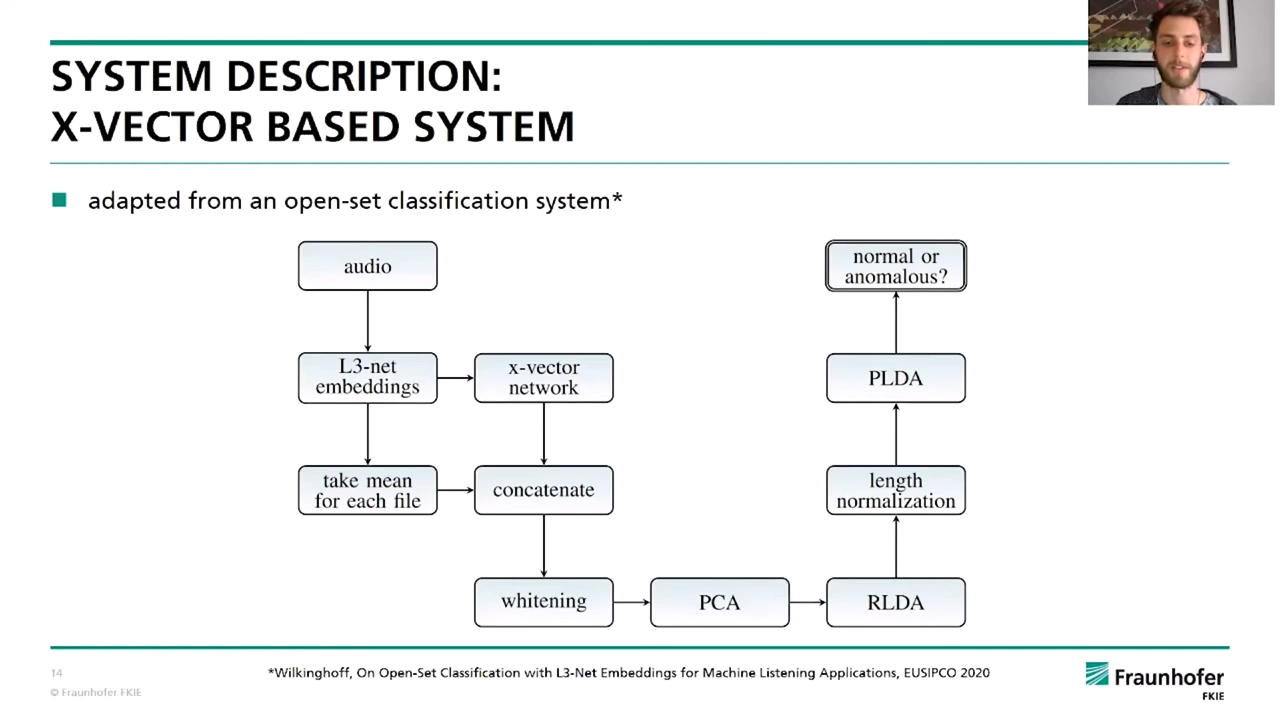 SYSTEM DESCRIPTION:
X-VECTOR BASED SYSTEM
adapted from an open-set classification system*
audio
L3-net
embeddings
x-vector
network
take mean
for each file
concatenate
whitening
PCA
RLDA
length
normalization
PLDA
normal or
anomalous?
14
*Wilkinghoff, On Open-Set Classification with L3-Net Embeddings for Machine Listening Applications, EUSIPCO 2020
© Fraunhofer FKIE
Fraunhofer
FKIE